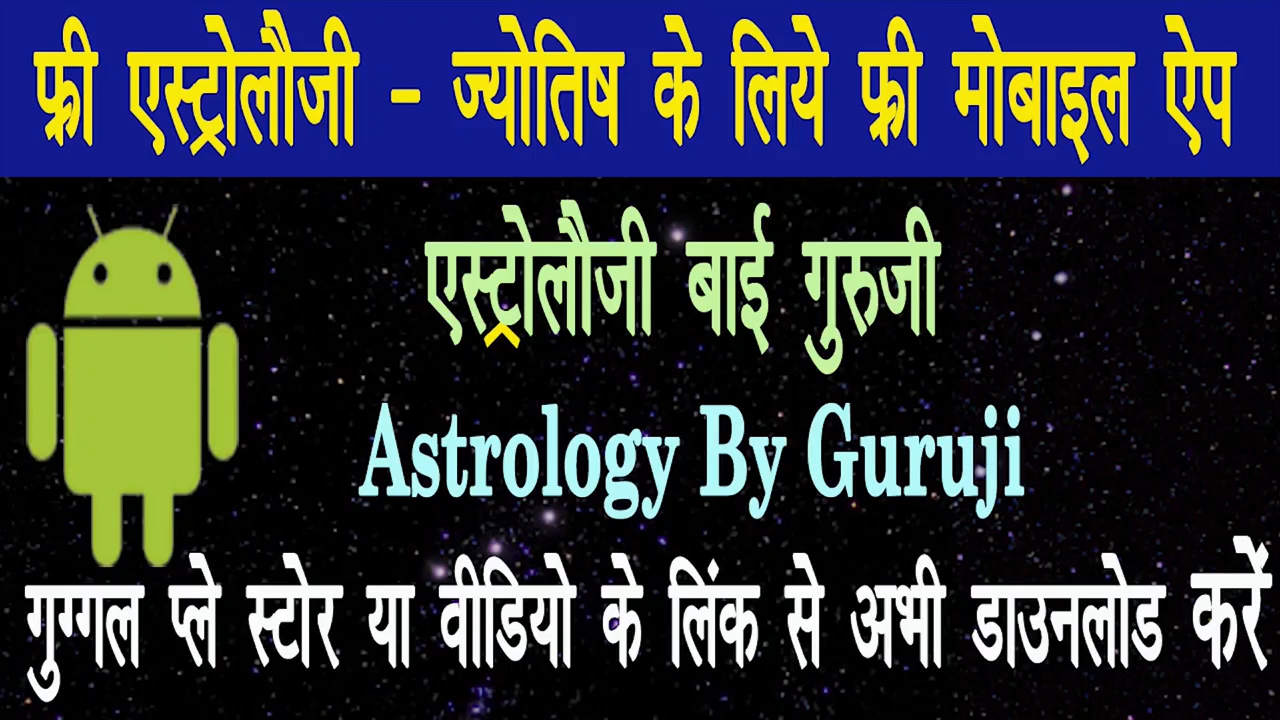 फ्री एस्ट्रोलौजी - ज्योतिष के लिये फ्री मोबाइल ऐप
एस्ट्रोलौजी बाई गुरुजी
Astrology By Guruji
गुग्गल प्ले स्टोर या वीडियो के लिंक से अभी डाउनलोड करें